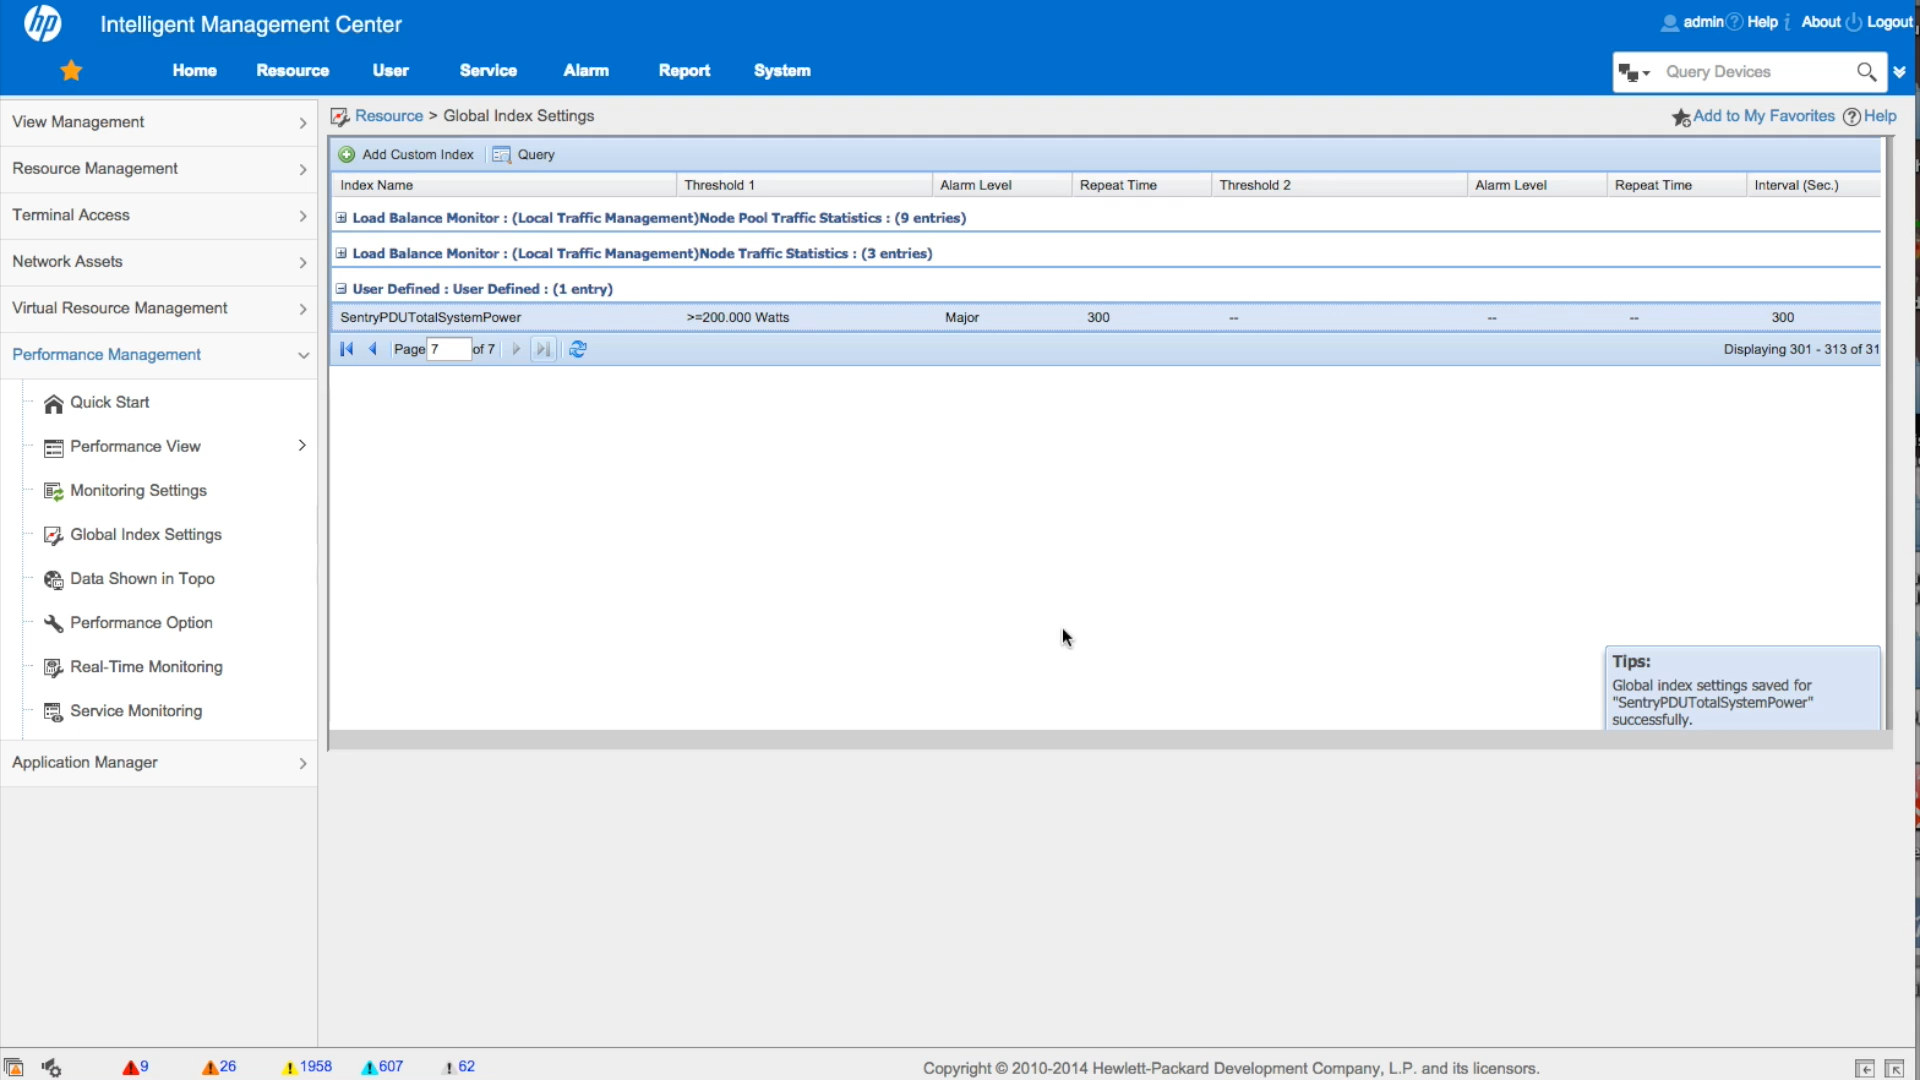 hp Intelligent Management Center
admin Help About Logout
Home Resource User Service Alarm Report System
Query Devices
View Management
Resource Management
Terminal Access
Network Assets
Virtual Resource Management
Performance Management
Quick Start
Performance View
Monitoring Settings
Global Index Settings
Data Shown in Topo
Performance Option
Real-Time Monitoring
Service Monitoring
Application Manager
Resource > Global Index Settings
Add to My Favorites Help
Add Custom Index Query
Index Name Threshold 1 Alarm Level Repeat Time Threshold 2 Alarm Level Repeat Time Interval (Sec.)
Load Balance Monitor : (Local Traffic Management)Node Pool Traffic Statistics : (9 entries)
Load Balance Monitor : (Local Traffic Management)Node Traffic Statistics : (3 entries)
User Defined : User Defined : (1 entry)
SentryPDUTotalSystemPower >=200.000 Watts Major 300 -- -- -- 300
Page 7 of 7
Displaying 301 - 313 of 31
Tips:
Global index settings saved for
"SentryPDUTotalSystemPower"
successfully.
9 26 1958 607 62
Copyright © 2010-2014 Hewlett-Packard Development Company, L.P. and its licensors.